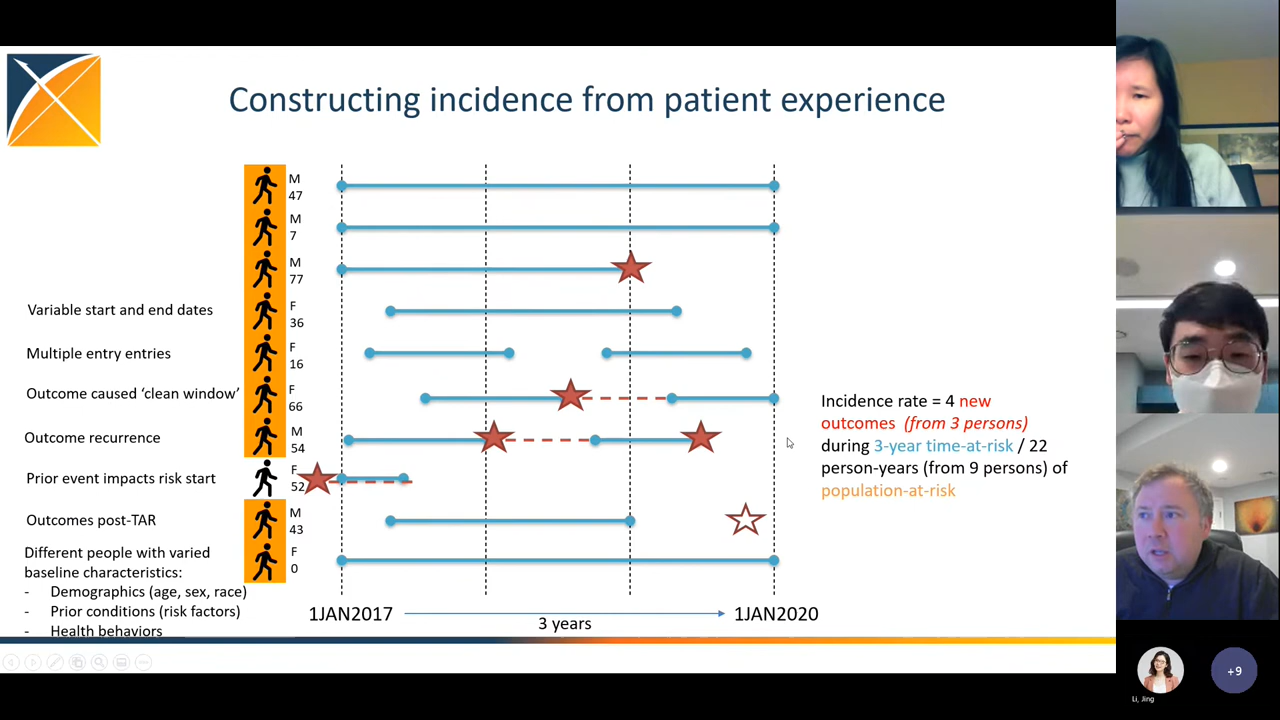 Constructing incidence from patient experience
M
47
M
7
M
77
Variable start and end dates
F
36
Multiple entry entries
F
16
Outcome caused ‘clean window’
F
66
Outcome recurrence
M
54
Prior event impacts risk start
F
52
Outcomes post-TAR
M
43
Different people with varied
baseline characteristics:
F
0
- Demographics (age, sex, race)
- Prior conditions (risk factors)
- Health behaviors
1JAN2017
3 years
1JAN2020
Incidence rate = 4 new
outcomes (from 3 persons)
during 3-year time-at-risk / 22
person-years (from 9 persons) of
population-at-risk
+9
Li, Jing